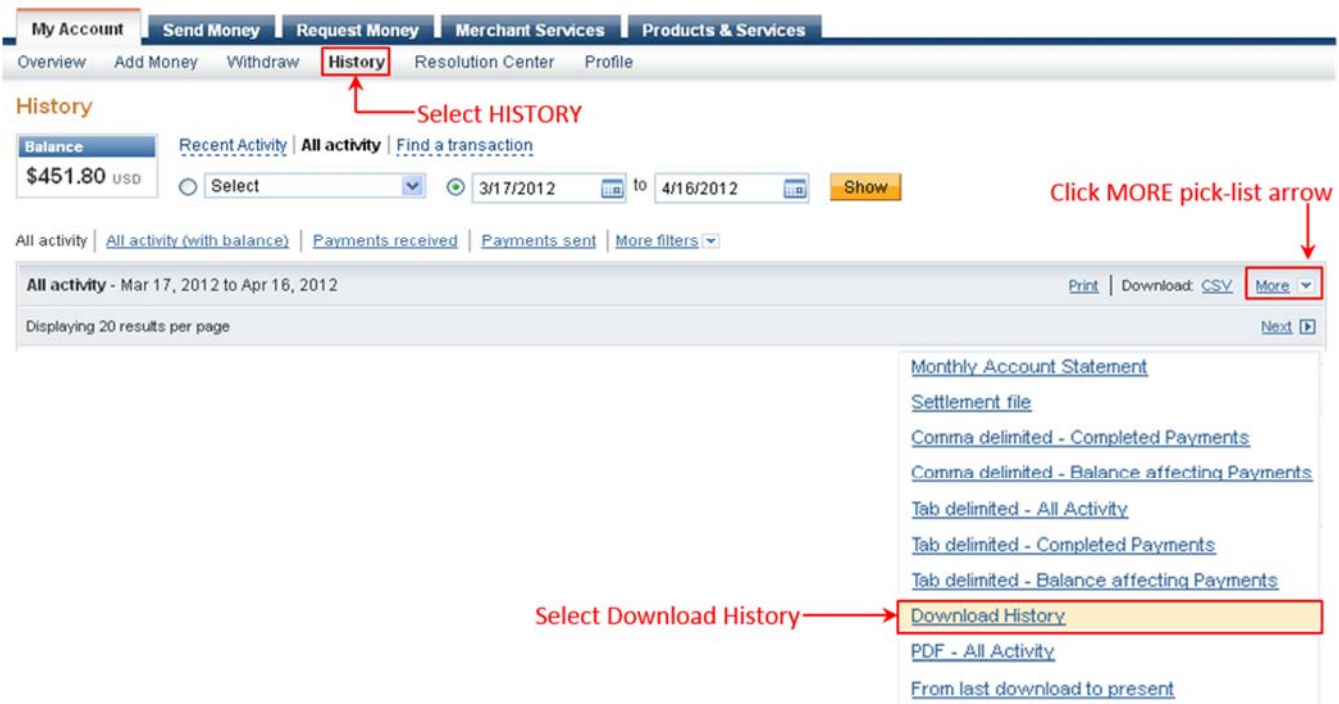 My Account Send Money Request Money Merchant Services Products & Services
Overview Add Money Withdraw History Resolution Center Profile
Select HISTORY
History
Balance
$451.80 USD
Recent Activity | All activity | Find a transaction
Select 3/17/2012 to 4/16/2012 Show
Click MORE pick-list arrow
All activity | All activity (with balance) | Payments received | Payments sent | More filters
All activity - Mar 17, 2012 to Apr 16, 2012 Print | Download: CSV More
Displaying 20 results per page Next
Monthly Account Statement
Settlement file
Comma delimited - Completed Payments
Comma delimited - Balance affecting Payments
Tab delimited - All Activity
Tab delimited - Completed Payments
Tab delimited - Balance affecting Payments
Select Download History Download History
PDF - All Activity
From last download to present